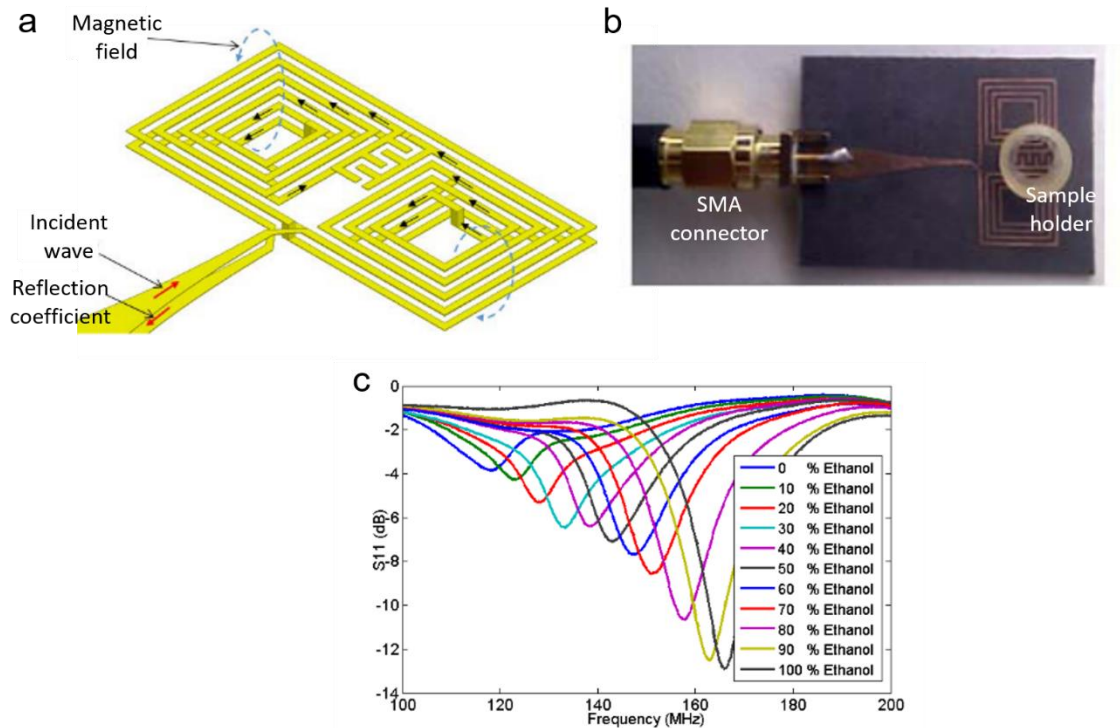 a
Magnetic
field
Incident
wave
Reflection
coefficient
b
SMA
connector
Sample
holder
c
0
-2
-4
-6
-8
-10
-12
-14
S11 (dB)
100
120
140
160
180
200
Frequency (MHz)
0 % Ethanol
10 % Ethanol
20 % Ethanol
30 % Ethanol
40 % Ethanol
50 % Ethanol
60 % Ethanol
70 % Ethanol
80 % Ethanol
90 % Ethanol
100 % Ethanol